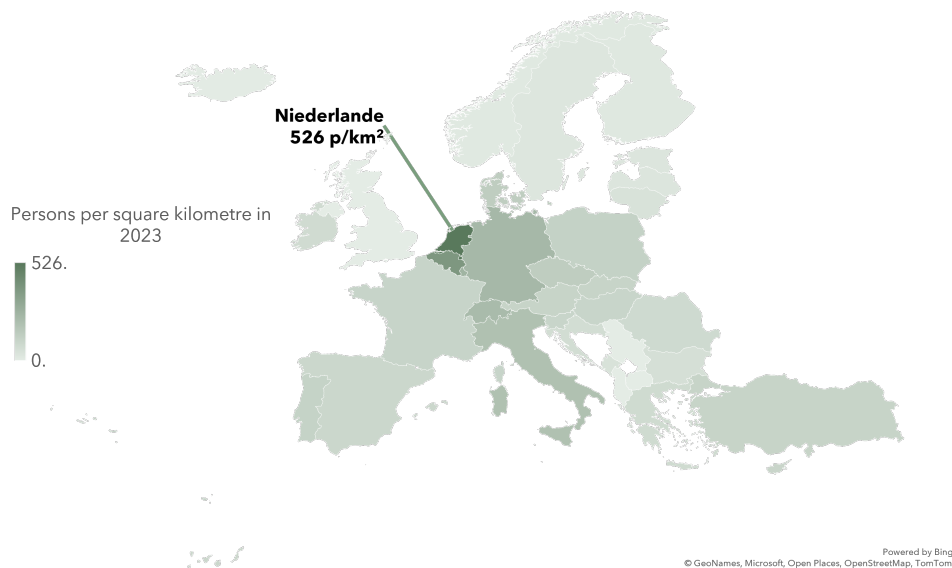 Niederlande
526 p/km²
Persons per square kilometre in
2023
526.
0.
Powered by Bing
© GeoNames, Microsoft, Open Places, OpenStreetMap, TomTom